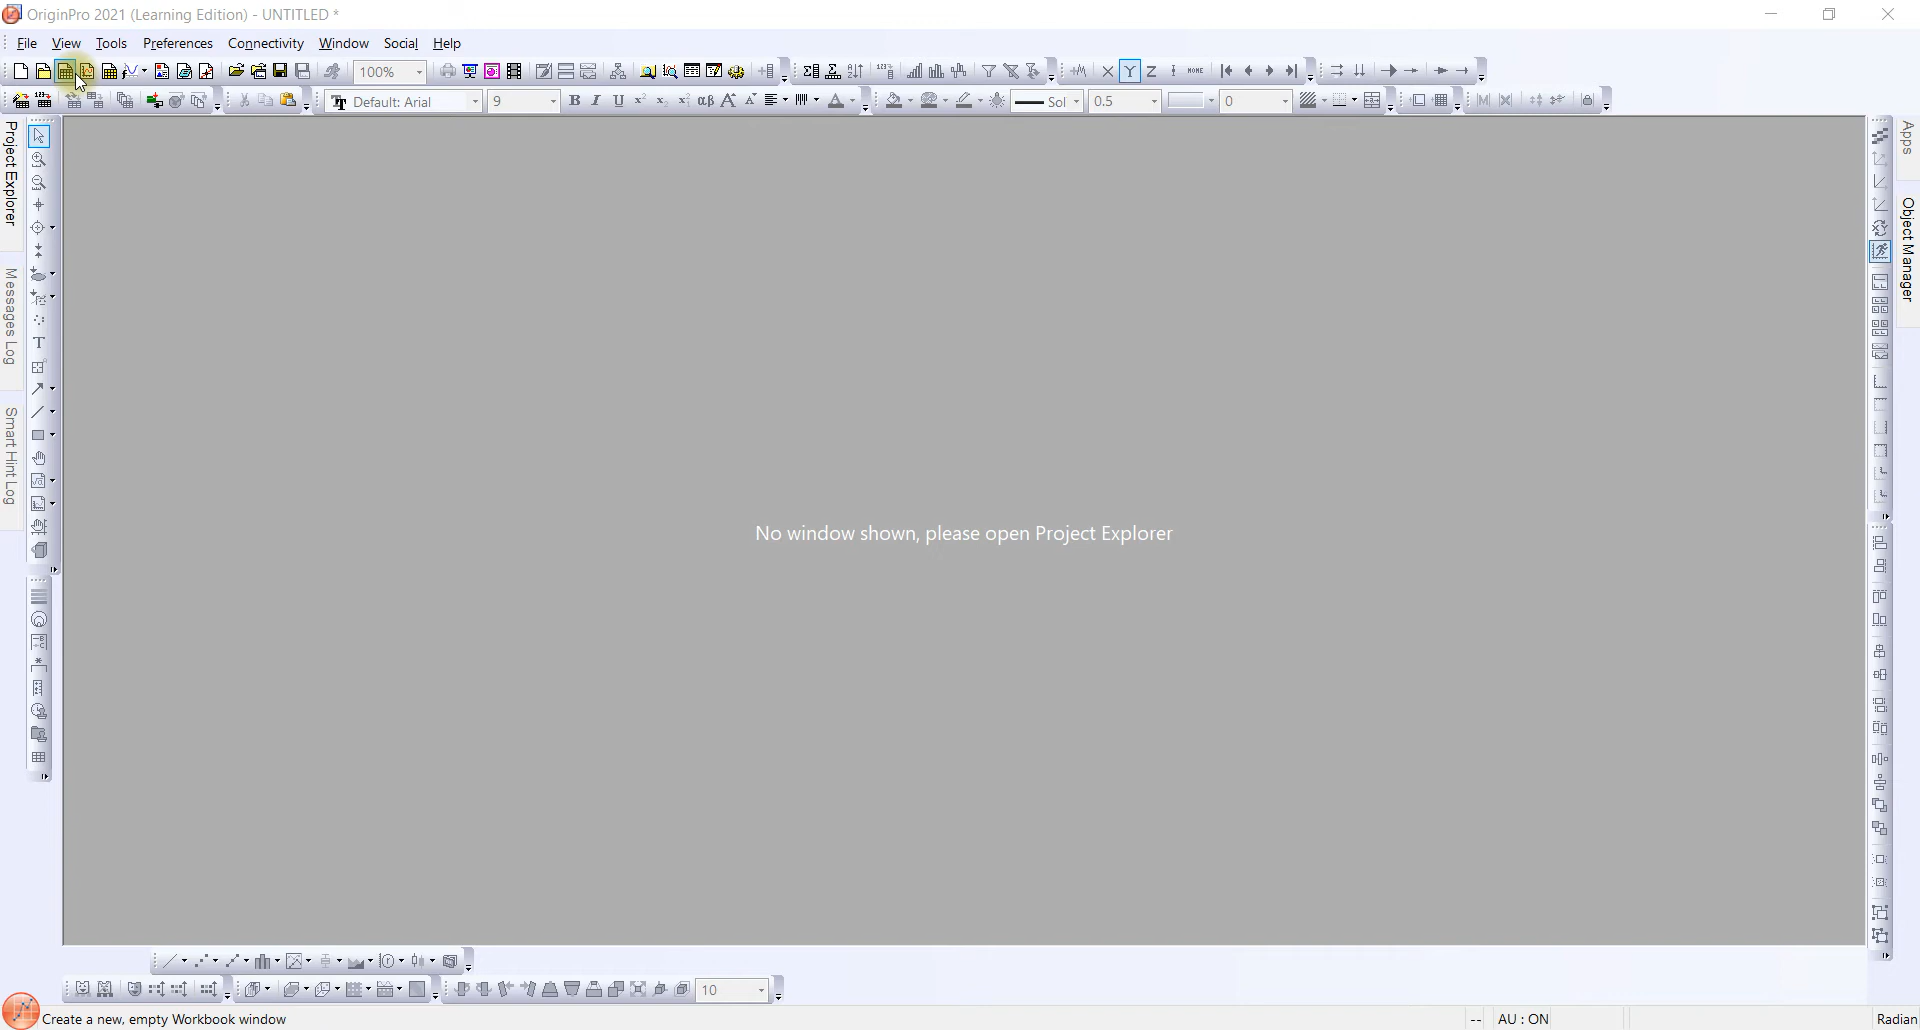 OriginPro 2021 (Learning Edition) - UNTITLED *
File View Tools Preferences Connectivity Window Social Help
100% HOME X Y Z
Default: Arial 9 B I U αβ A A A Sol 0.5 0
Project Explorer
Messages Log
Smart Hint Log
Apps
Object Manager
T
No window shown, please open Project Explorer
10
Create a new, empty Workbook window -- AU : ON Radian